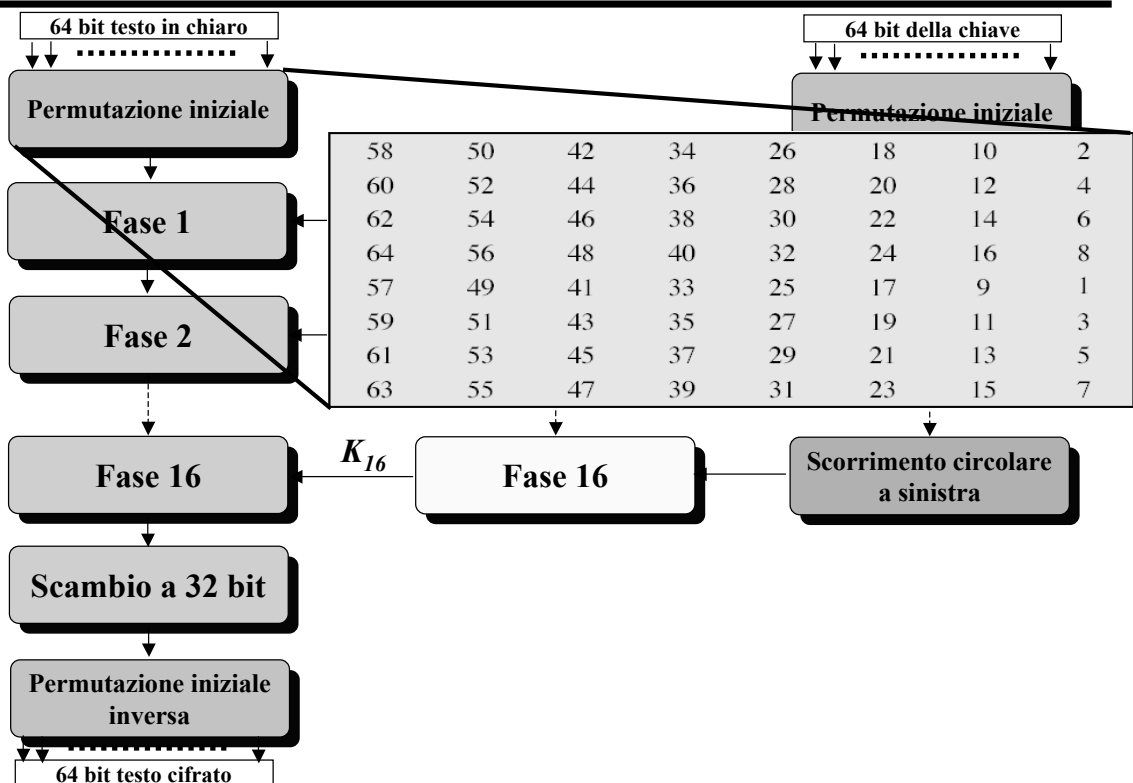 64 bit testo in chiaro
64 bit della chiave
Permutazione iniziale
Permutazione iniziale
58 50 42 34 26 18 10 2
60 52 44 36 28 20 12 4
62 54 46 38 30 22 14 6
64 56 48 40 32 24 16 8
57 49 41 33 25 17 9 1
59 51 43 35 27 19 11 3
61 53 45 37 29 21 13 5
63 55 47 39 31 23 15 7
Fase 1
Fase 2
Fase 16
K16
Fase 16
Scorrimento circolare
a sinistra
Scambio a 32 bit
Permutazione iniziale
inversa
64 bit testo cifrato